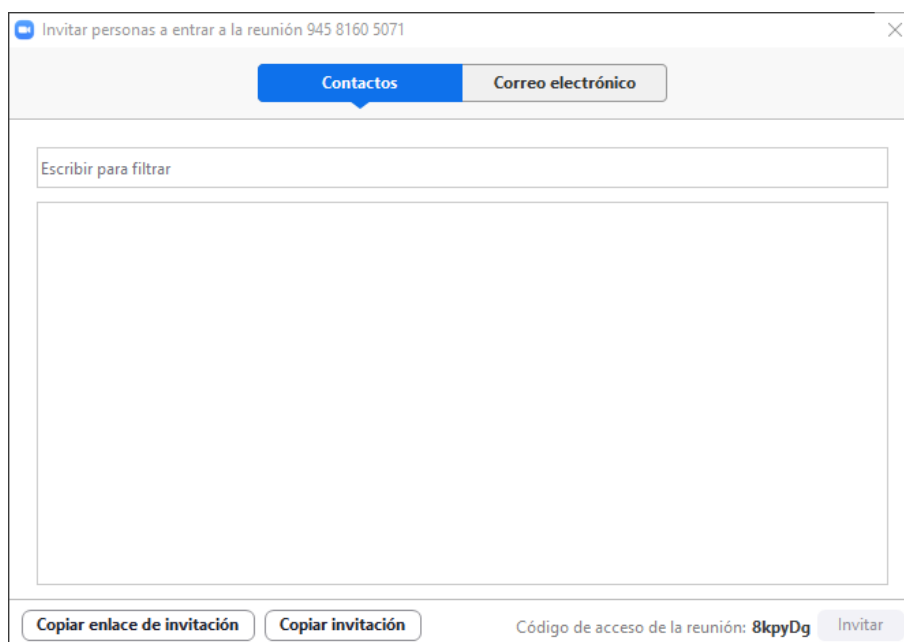 Invitar personas a entrar a la reunión 945 8160 5071
Contactos
Correo electrónico
Escribir para filtrar
Copiar enlace de invitación
Copiar invitación
Código de acceso de la reunión: 8kpyDg
Invitar